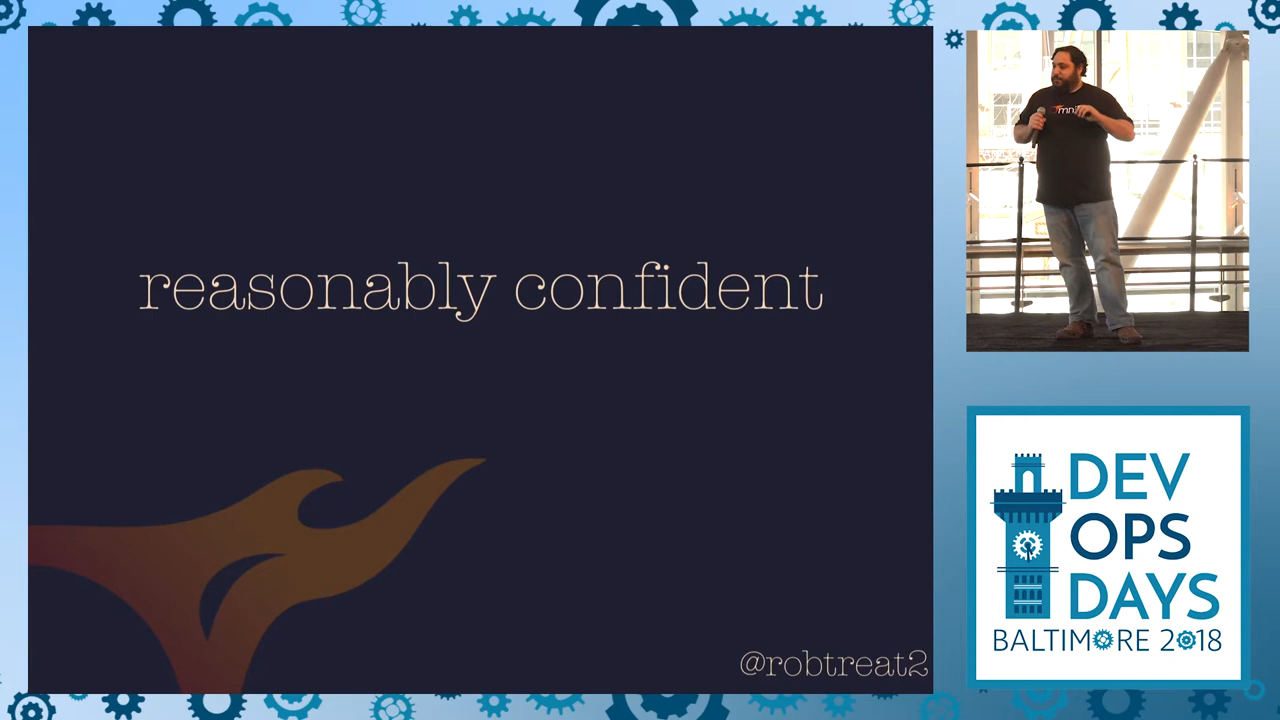 reasonably confident
@robtreat2
DEV
OPS
DAYS
BALTIMORE 2018